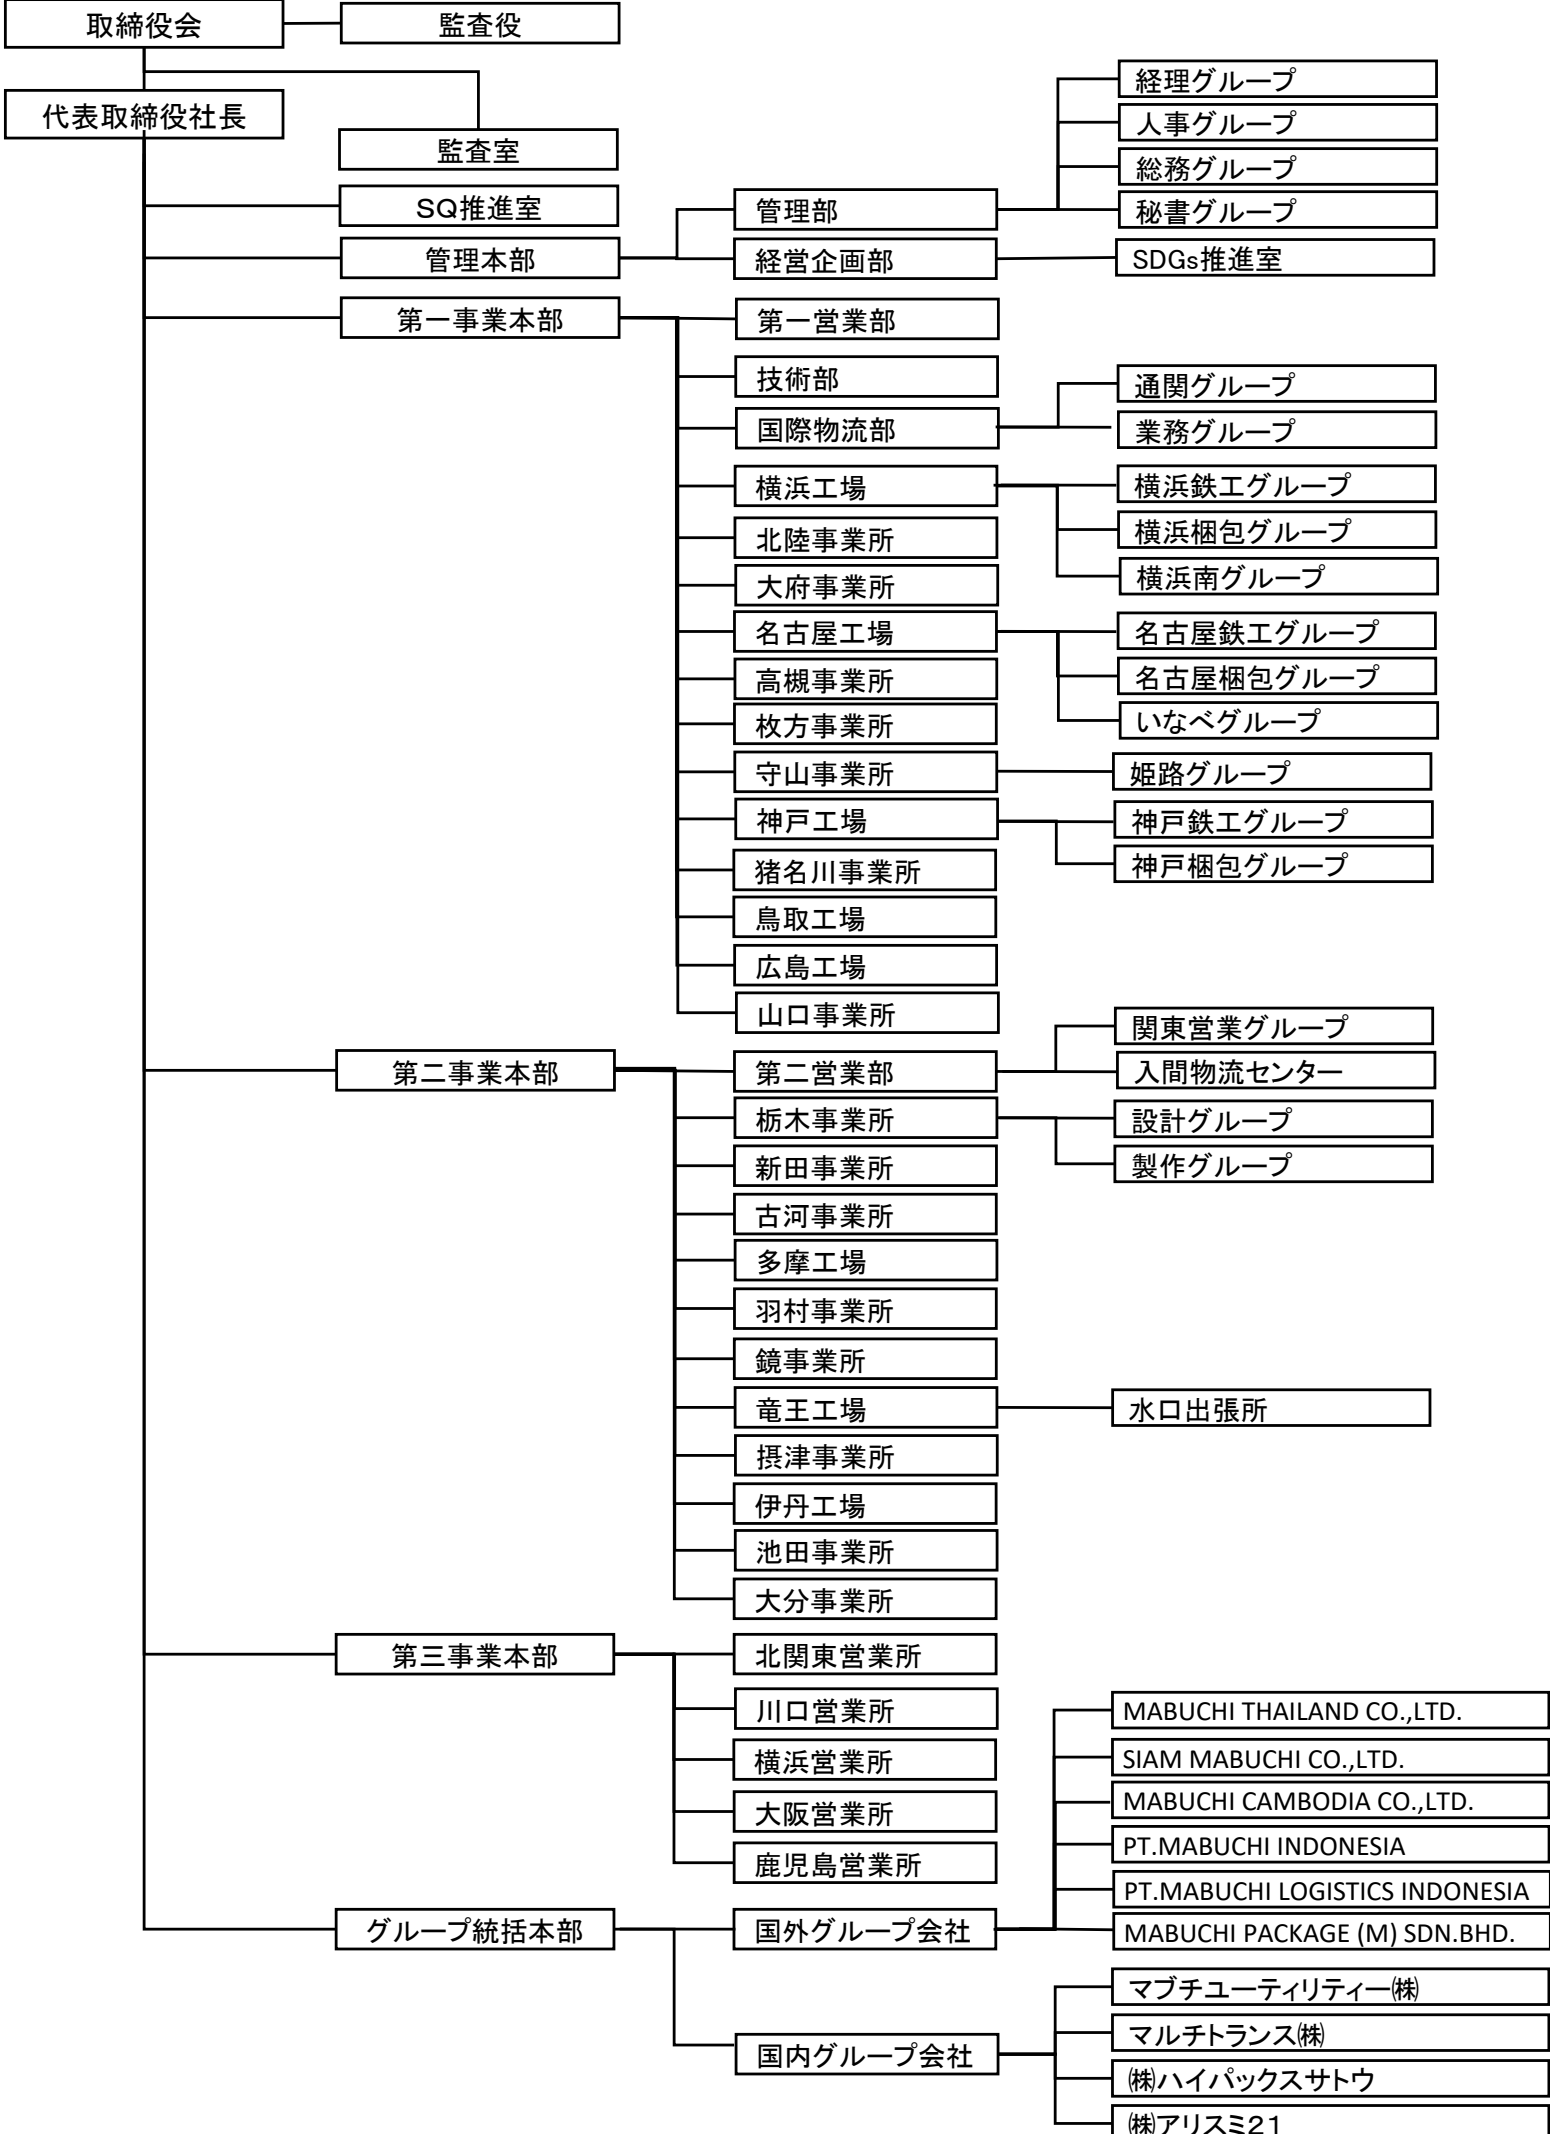 取締役会
監査役
代表取締役社長
監査室
SQ推進室
管理本部
管理部
経理グループ
人事グループ
総務グループ
秘書グループ
経営企画部
SDGs推進室
第一事業本部
第一営業部
技術部
国際物流部
通関グループ
業務グループ
横浜工場
横浜鉄工グループ
横浜梱包グループ
横浜南グループ
北陸事業所
大府事業所
名古屋工場
名古屋鉄工グループ
名古屋梱包グループ
いなべグループ
高槻事業所
枚方事業所
守山事業所
姫路グループ
神戸工場
神戸鉄工グループ
神戸梱包グループ
猪名川事業所
鳥取工場
広島工場
山口事業所
第二事業本部
第二営業部
関東営業グループ
入間物流センター
栃木事業所
設計グループ
製作グループ
新田事業所
古河事業所
多摩工場
羽村事業所
鏡事業所
竜王工場
水口出張所
摂津事業所
伊丹工場
池田事業所
大分事業所
第三事業本部
北関東営業所
川口営業所
横浜営業所
大阪営業所
鹿児島営業所
グループ統括本部
国外グループ会社
MABUCHI THAILAND CO.,LTD.
SIAM MABUCHI CO.,LTD.
MABUCHI CAMBODIA CO.,LTD.
PT.MABUCHI INDONESIA
PT.MABUCHI LOGISTICS INDONESIA
MABUCHI PACKAGE (M) SDN.BHD.
国内グループ会社
マブチユーティリティー㈱
マルチトランス㈱
㈱ハイパックスサトウ
㈱アリスミ21